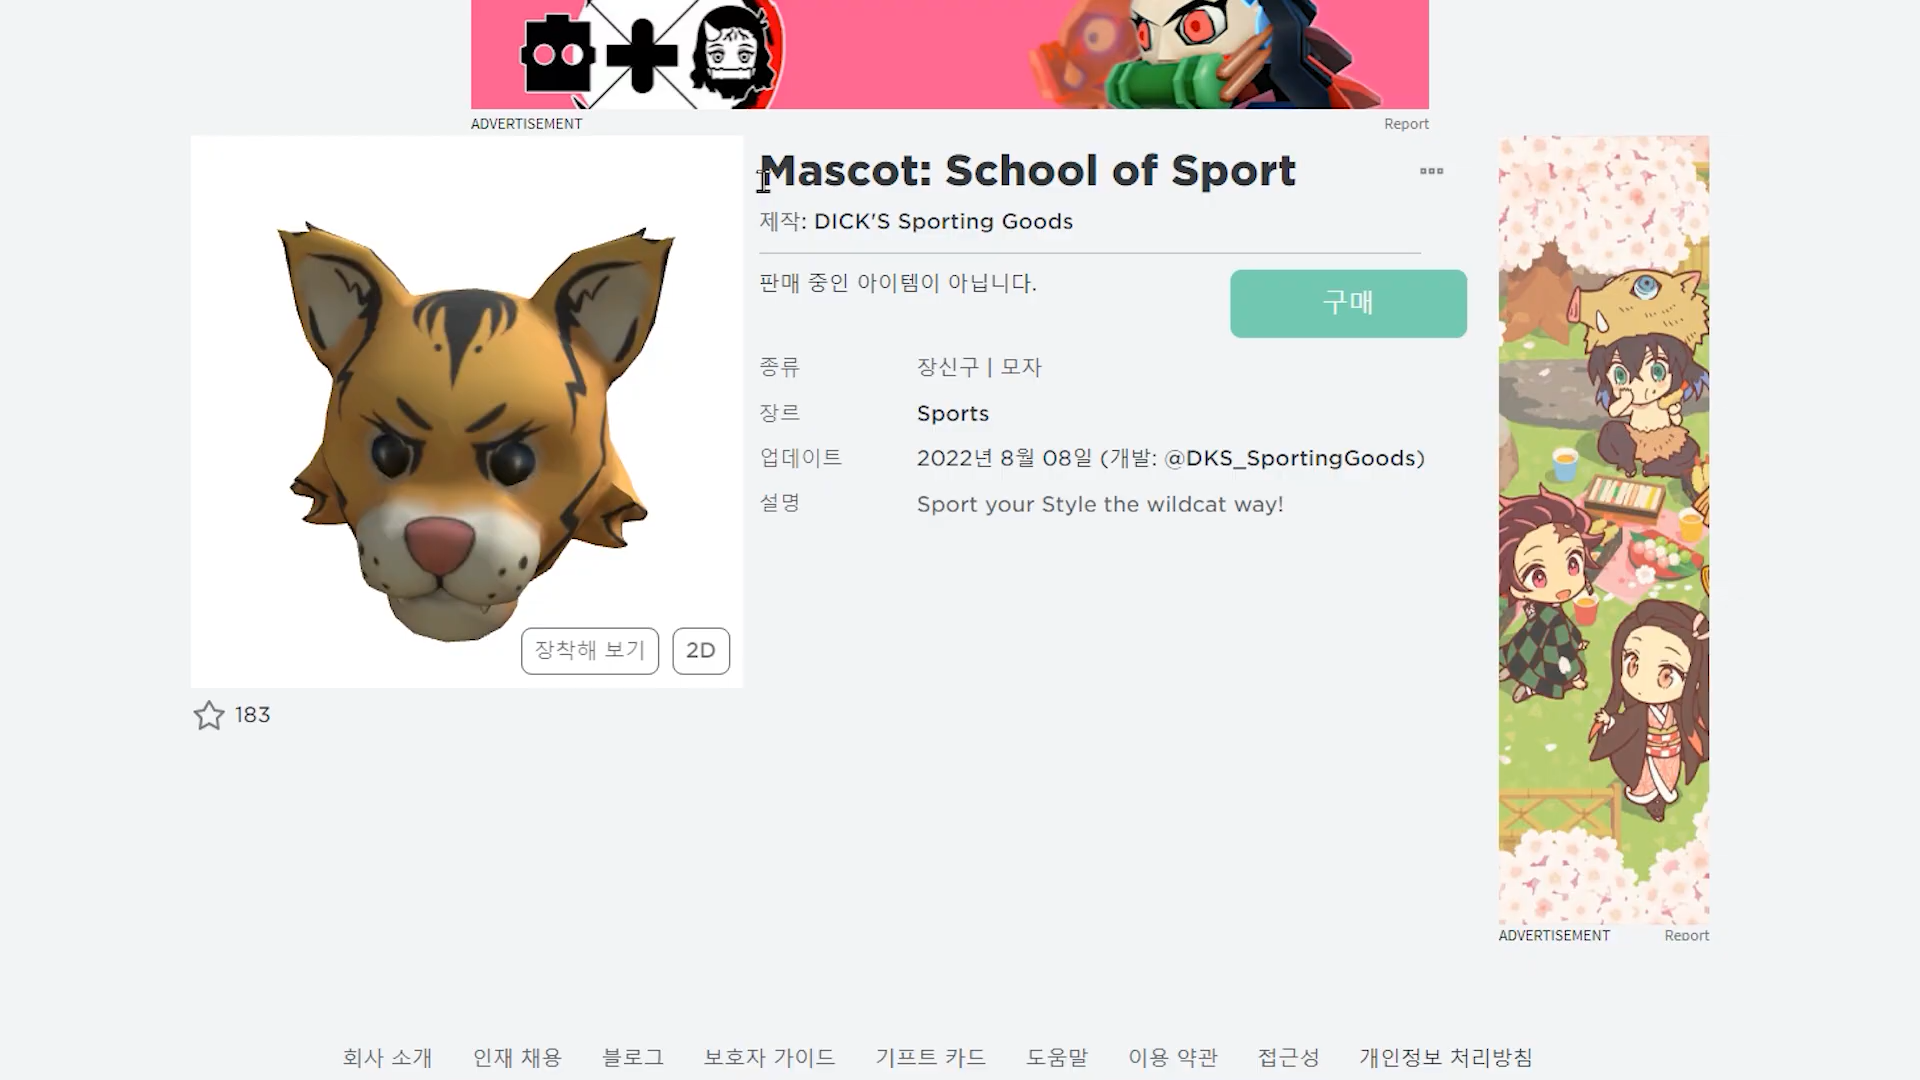 ADVERTISEMENT
Report
Mascot: School of Sport
제작: DICK'S Sporting Goods
판매 중인 아이템이 아닙니다.
구매
종류 장신구 | 모자
장르 Sports
업데이트 2022년 8월 08일 (개발: @DKS_SportingGoods)
설명 Sport your Style the wildcat way!
장착해 보기
2D
183
ADVERTISEMENT
Report
회사 소개 인재 채용 블로그 보호자 가이드 기프트 카드 도움말 이용 약관 접근성 개인정보 처리방침